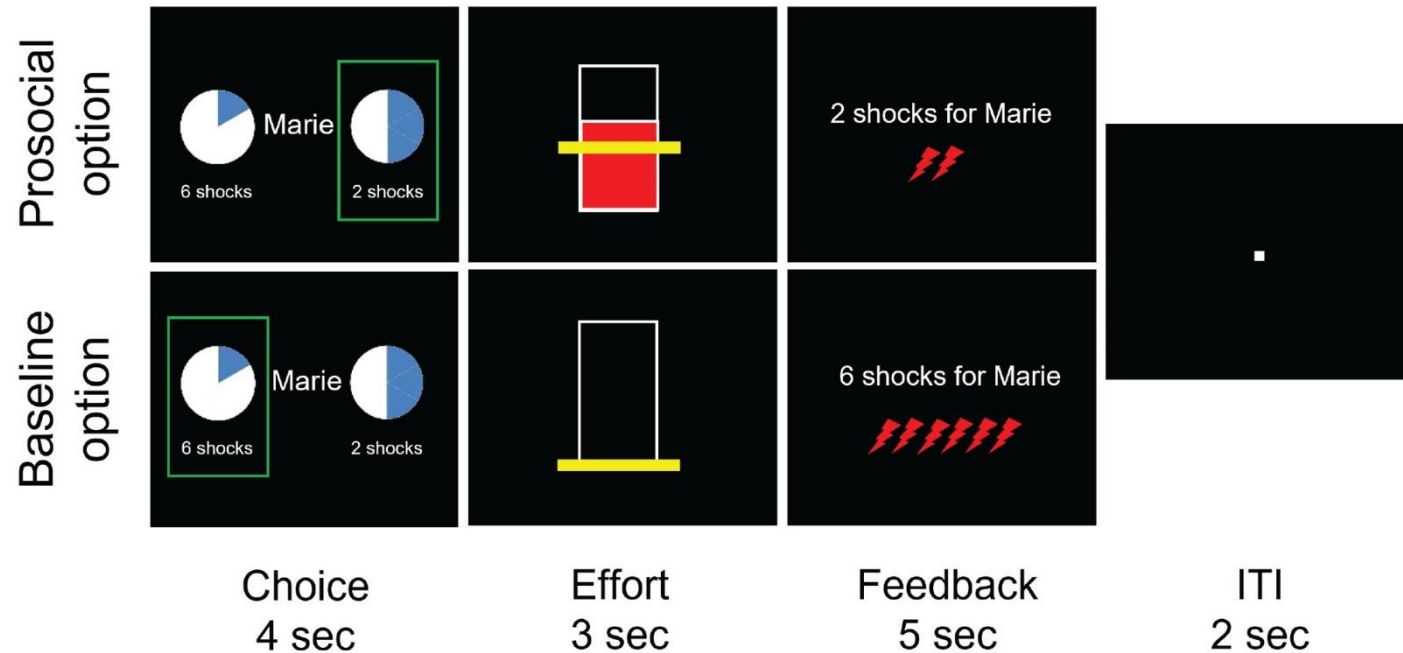 Prosocial
option
Marie
6 shocks
2 shocks
2 shocks for Marie
Baseline
option
Marie
6 shocks
2 shocks
6 shocks for Marie
Choice
4 sec
Effort
3 sec
Feedback
5 sec
ITI
2 sec